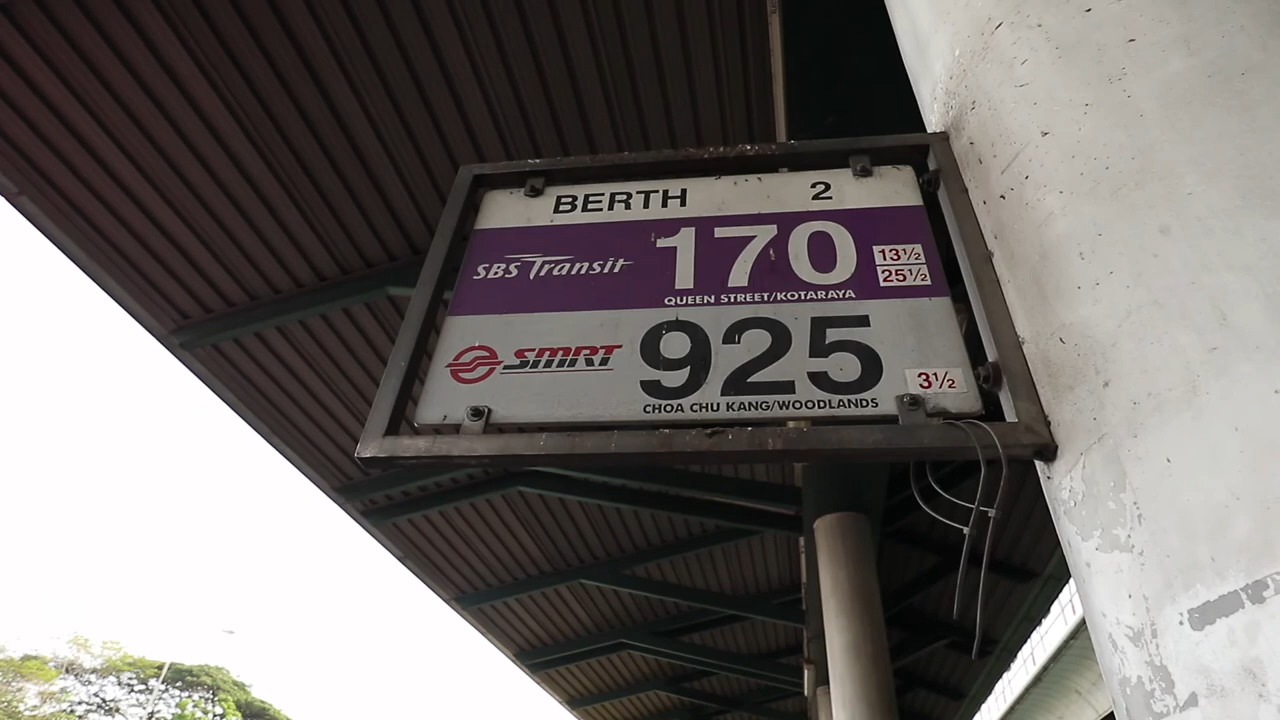 BERTH 2
SBS Transit 170 13½
25½
QUEEN STREET/KOTARAYA
SMRT 925 3½
CHOA CHU KANG/WOODLANDS